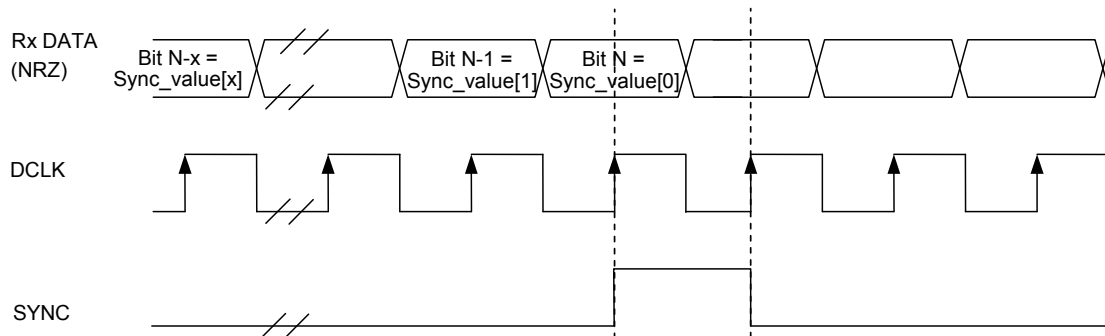 Rx DATA
(NRZ)
Bit N-x =
Sync_value[x]
Bit N-1 =
Sync_value[1]
Bit N =
Sync_value[0]
DCLK
SYNC